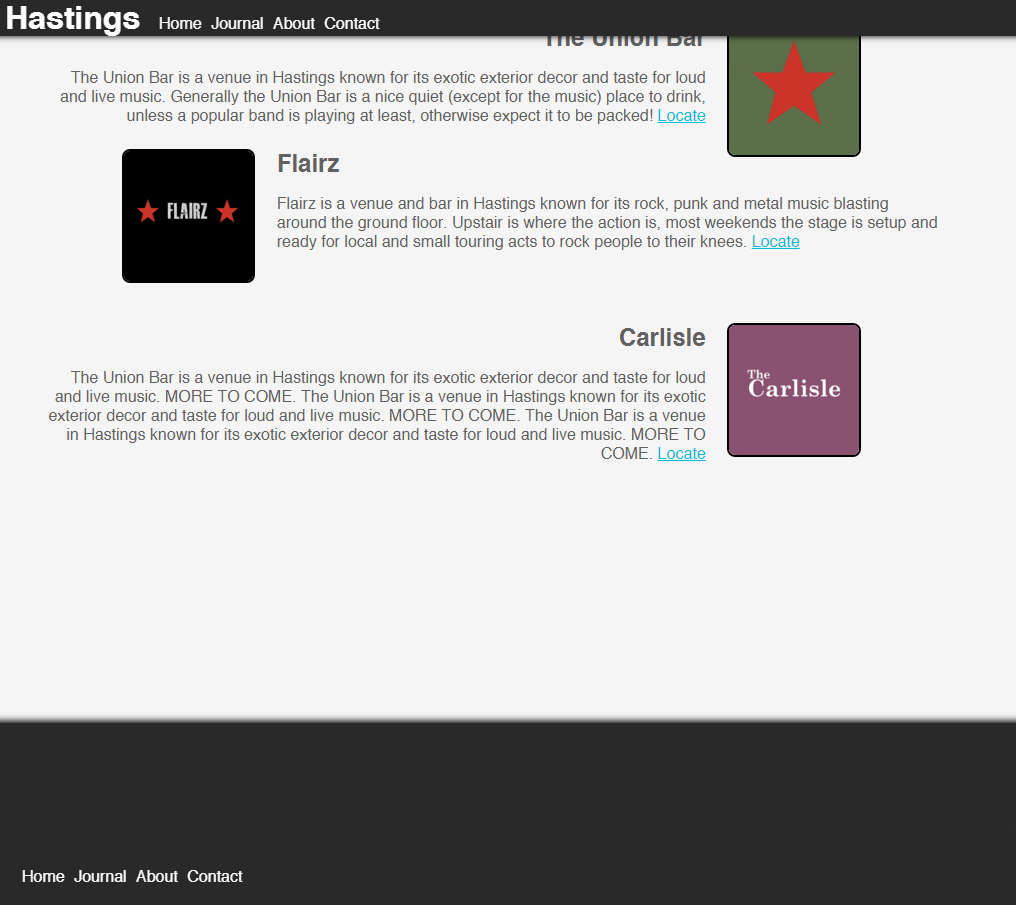 Hastings Home Journal About Contact
The Union Bar
The Union Bar is a venue in Hastings known for its exotic exterior decor and taste for loud
and live music. Generally the Union Bar is a nice quiet (except for the music) place to drink,
unless a popular band is playing at least, otherwise expect it to be packed! Locate
FLAIRZ
Flairz
Flairz is a venue and bar in Hastings known for its rock, punk and metal music blasting
around the ground floor. Upstair is where the action is, most weekends the stage is setup and
ready for local and small touring acts to rock people to their knees. Locate
Carlisle
The Union Bar is a venue in Hastings known for its exotic exterior decor and taste for loud
and live music. MORE TO COME. The Union Bar is a venue in Hastings known for its exotic
exterior decor and taste for loud and live music. MORE TO COME. The Union Bar is a venue
in Hastings known for its exotic exterior decor and taste for loud and live music. MORE TO
COME. Locate
The
Carlisle
Home Journal About Contact